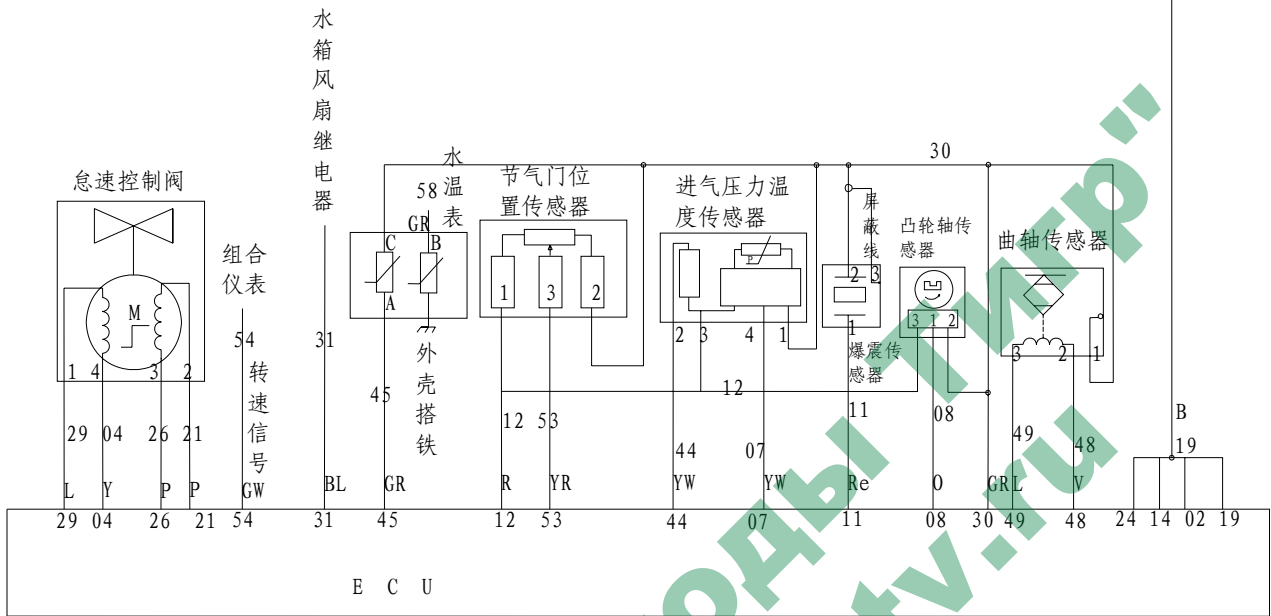 水箱风扇继电器
30
怠速控制阀
水温表
58
GR
节气门位
置传感器
进气压力温
度传感器
屏蔽线
凸轮轴传
感器
曲轴传感器
组合
仪表
C B
A
1 3 2
P
2 3
1
3 1 2
M
2 3 4 1
3 2 1
1 4 3 2
54
31
外壳搭铁
爆震传
感器
转速信号
45
12
29 04 26 21
12 53
44
07
11
08
49
48
B
19
L Y P P GW BL GR R YR YW YW Re O GR L V
29 04 26 21 54 31 45 12 53 44 07 11 08 30 49 48 24 14 02 19
ECU
оды Тигр"
tv.ru